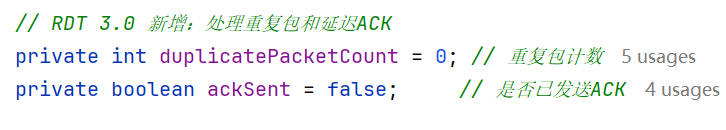 // RDT 3.0 新增：处理重复包和延迟ACK
private int duplicatePacketCount = 0; // 重复包计数 5 usages
private boolean ackSent = false; // 是否已发送ACK 4 usages